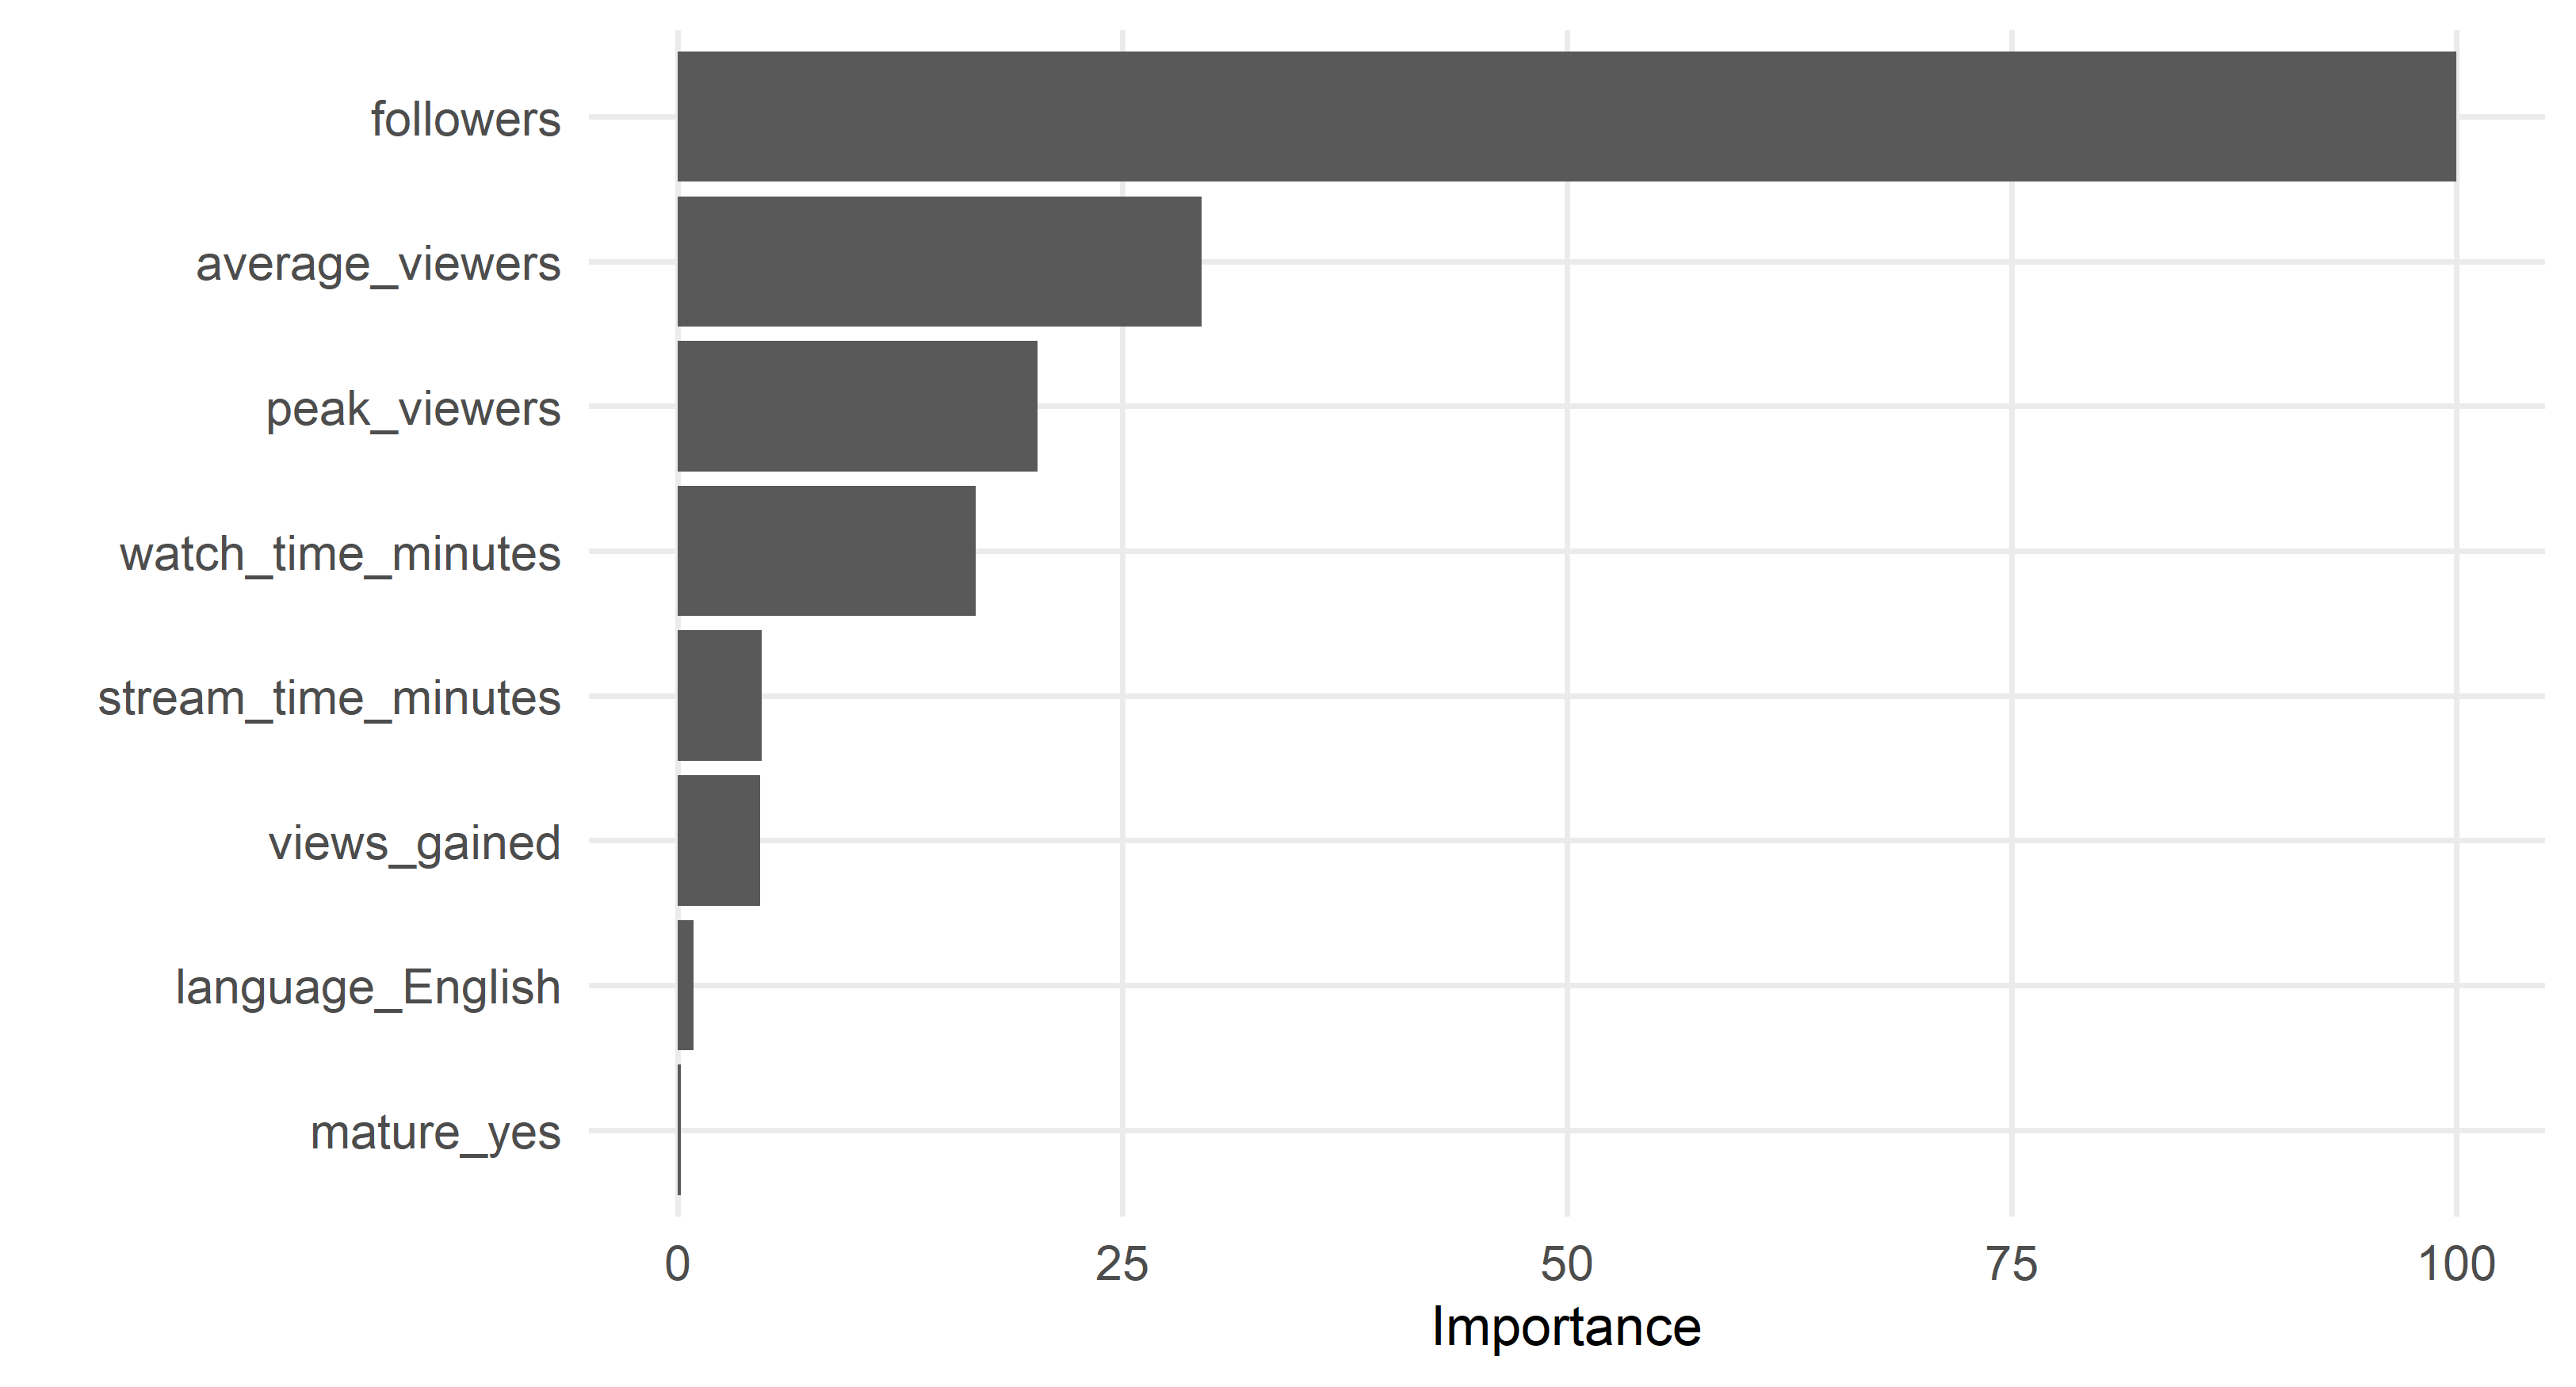 followers
average_viewers
peak_viewers
watch_time_minutes
stream_time_minutes
views_gained
language_English
mature_yes
0 25 50 75 100
Importance